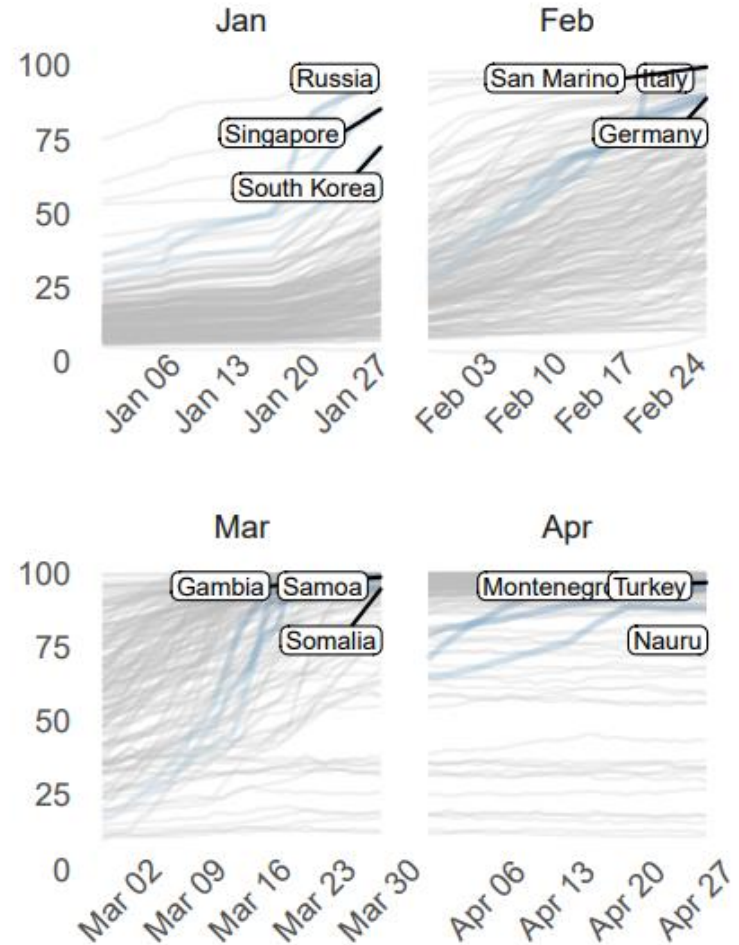 Jan
Feb
100
75
50
25
0
Russia
Singapore
South Korea
San Marino
Italy
Germany
Jan 06
Jan 13
Jan 20
Jan 27
Feb 03
Feb 10
Feb 17
Feb 24
Mar
Apr
100
75
50
25
0
Gambia
Samoa
Somalia
Montenegr
Turkey
Nauru
Mar 02
Mar 09
Mar 16
Mar 23
Mar 30
Apr 06
Apr 13
Apr 20
Apr 27